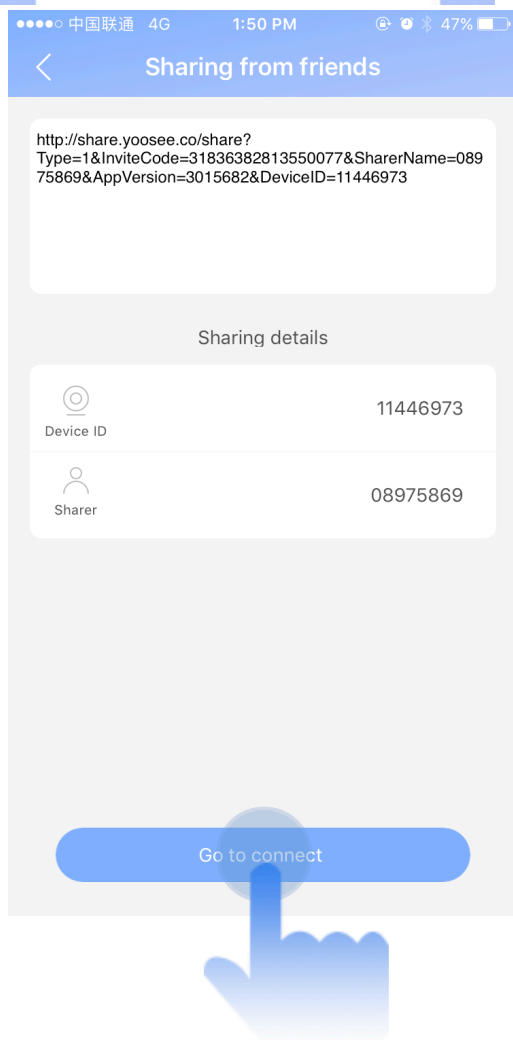 中国联通 4G 1:50 PM 47%
Sharing from friends
http://share.yoosee.co/share?
Type=1&InviteCode=31836382813550077&SharerName=089
75869&AppVersion=3015682&DeviceID=11446973
Sharing details
11446973
Device ID
08975869
Sharer
Go to connect